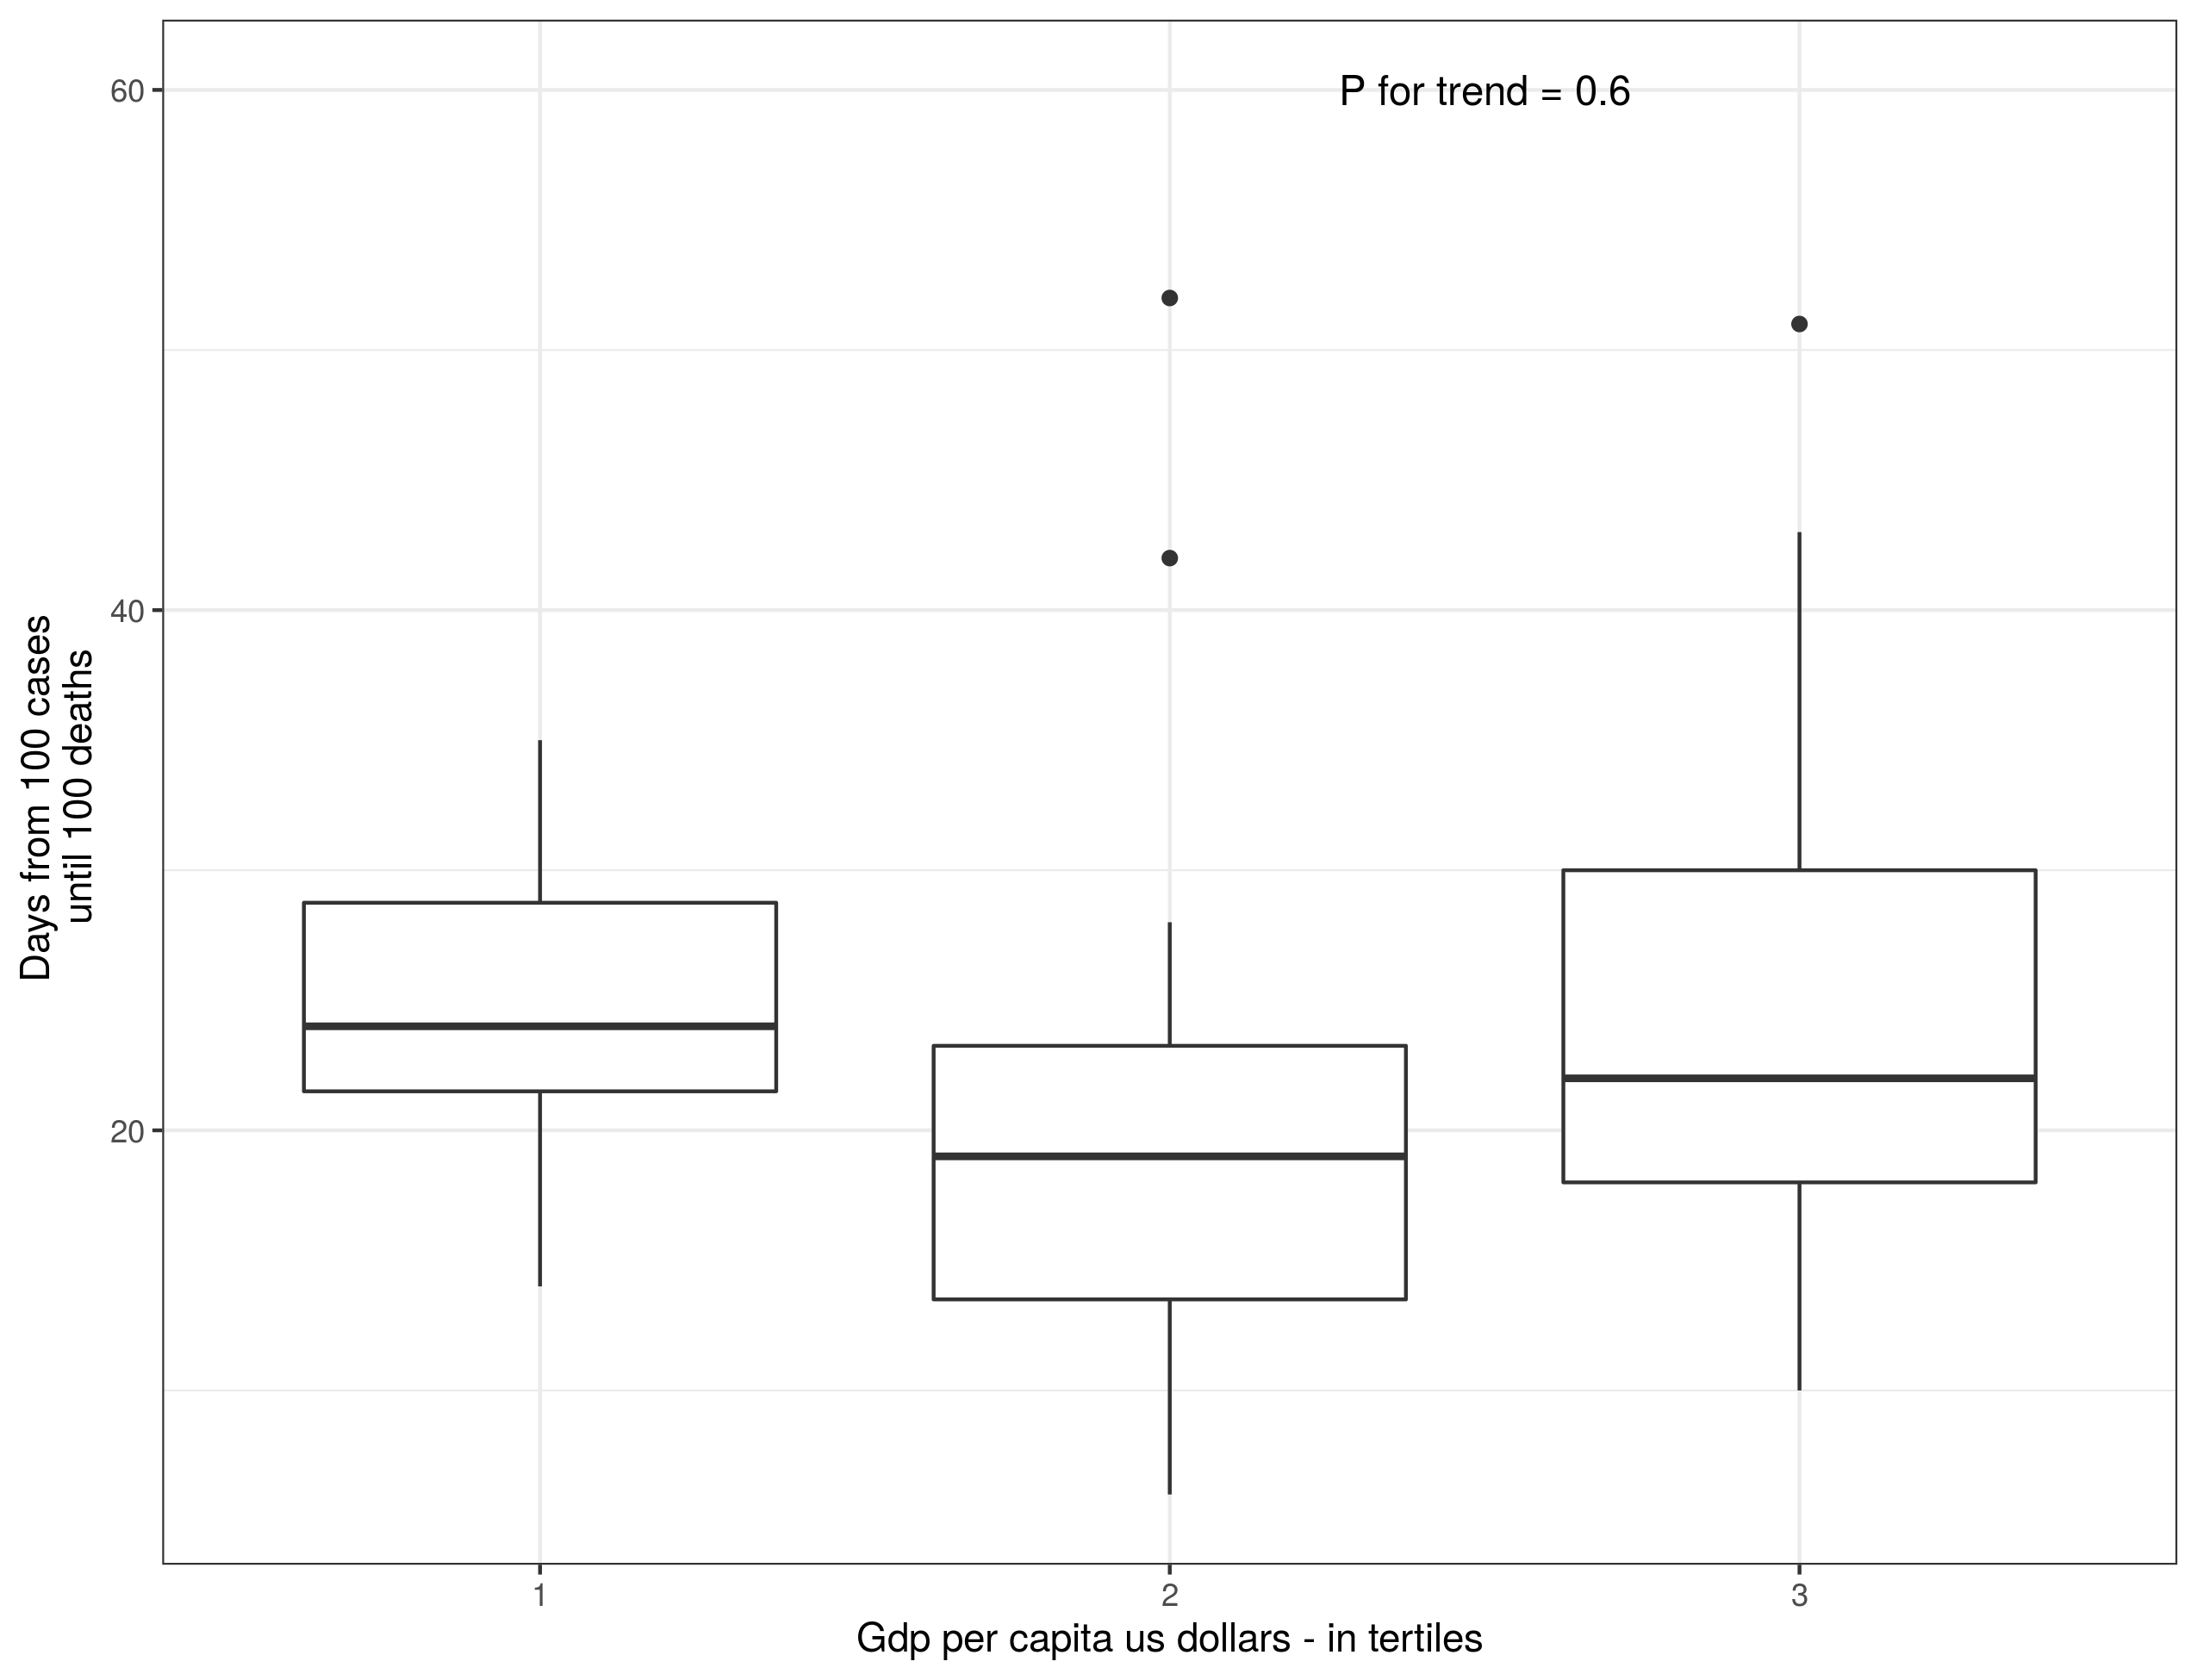 P for trend = 0.6
60
40
20
Days from 100 cases
until 100 deaths
1
2
3
Gdp per capita us dollars - in tertiles